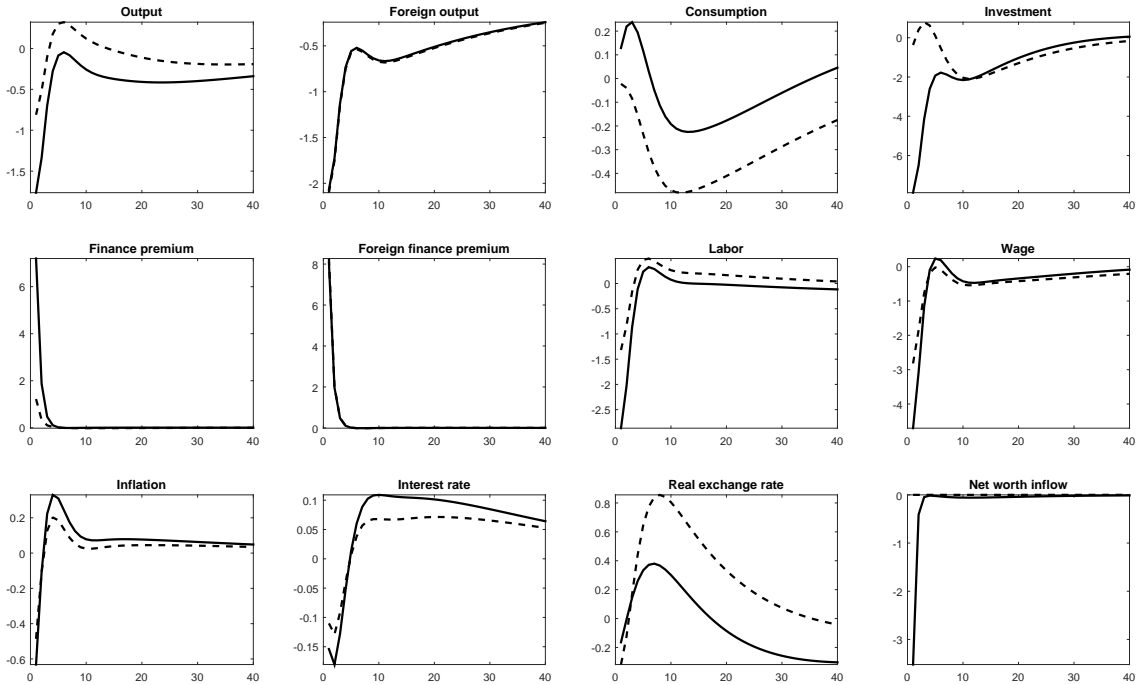 Output
0
-0.5
-1
-1.5
0 10 20 30 40
Foreign output
-0.5
-1
-1.5
-2
0 10 20 30 40
Consumption
0.2
0.1
0
-0.1
-0.2
-0.3
-0.4
0 10 20 30 40
Investment
0
-2
-4
-6
0 10 20 30 40
Finance premium
6
4
2
0
0 10 20 30 40
Foreign finance premium
8
6
4
2
0
0 10 20 30 40
Labor
0
-0.5
-1
-1.5
-2
-2.5
0 10 20 30 40
Wage
0
-1
-2
-3
-4
0 10 20 30 40
Inflation
0.2
0
-0.2
-0.4
-0.6
0 10 20 30 40
Interest rate
0.1
0.05
0
-0.05
-0.1
-0.15
0 10 20 30 40
Real exchange rate
0.8
0.6
0.4
0.2
0
-0.2
0 10 20 30 40
Net worth inflow
0
-1
-2
-3
0 10 20 30 40